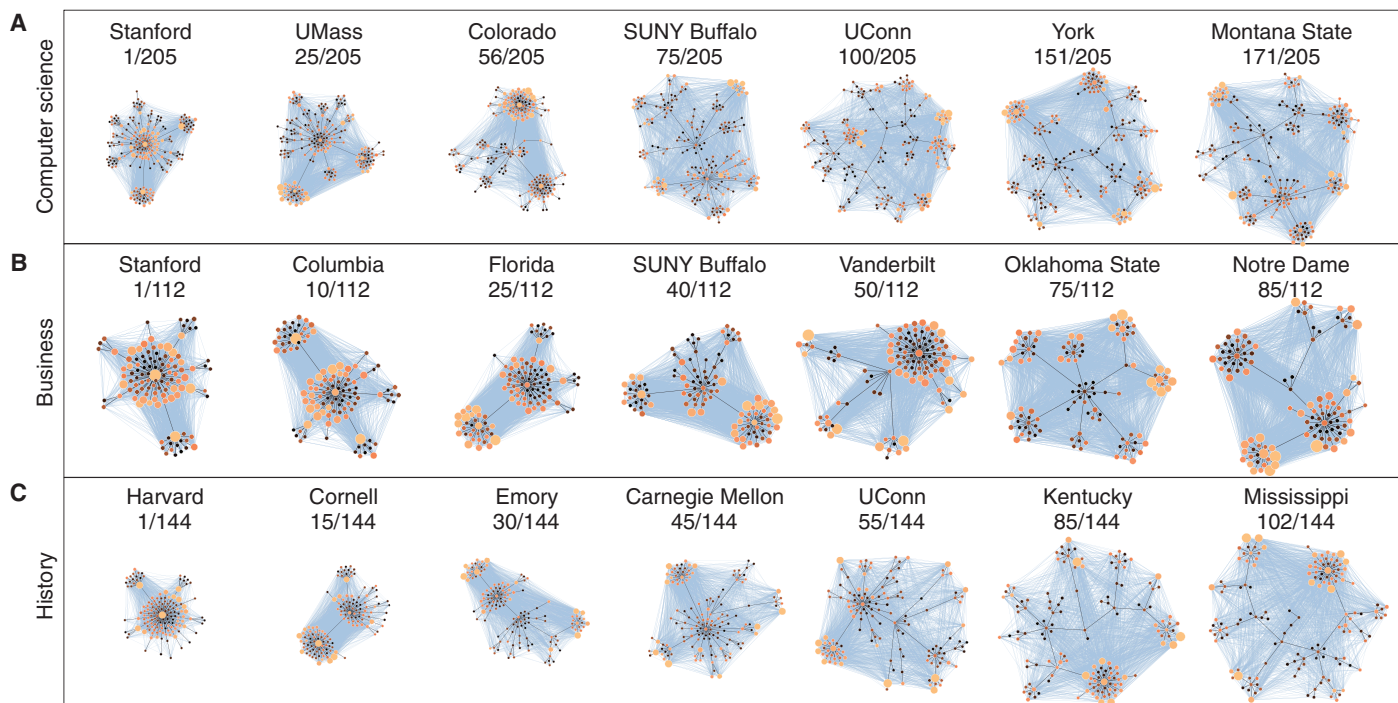 A
Computer science
Stanford
1/205
UMass
25/205
Colorado
56/205
SUNY Buffalo
75/205
UConn
100/205
York
151/205
Montana State
171/205
B
Business
Stanford
1/112
Columbia
10/112
Florida
25/112
SUNY Buffalo
40/112
Vanderbilt
50/112
Oklahoma State
75/112
Notre Dame
85/112
C
History
Harvard
1/144
Cornell
15/144
Emory
30/144
Carnegie Mellon
45/144
UConn
55/144
Kentucky
85/144
Mississippi
102/144